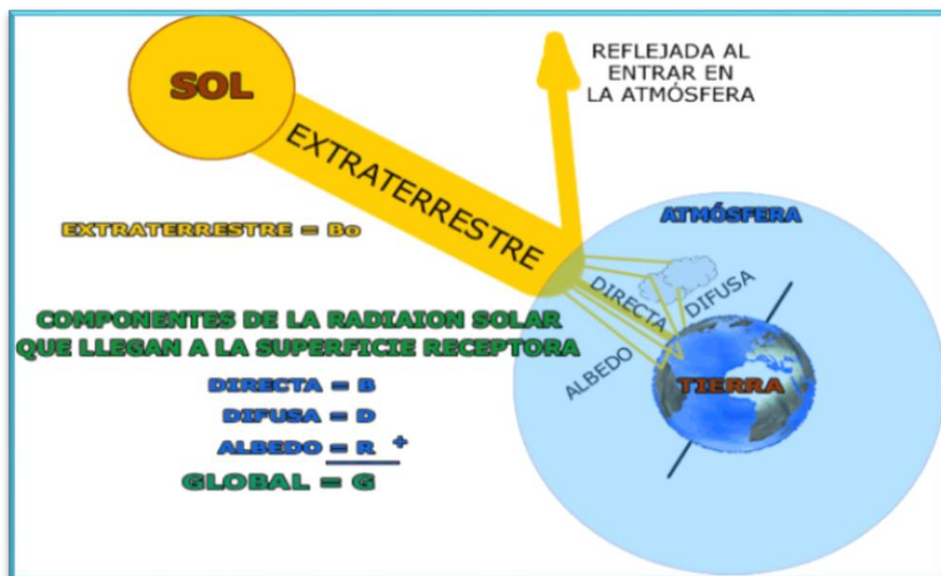 SOL
EXTRATERRESTRE
REFLEJADA AL
ENTRAR EN
LA ATMÓSFERA
ATMÓSFERA
EXTRATERRESTRE = Bo
DIRECTA
DIFUSA
ALBEDO
TIERRA
COMPONENTES DE LA RADIAION SOLAR
QUE LLEGAN A LA SUPERFICIE RECEPTORA
DIRECTA = B
DIFUSA = D
ALBEDO = R +
GLOBAL = G